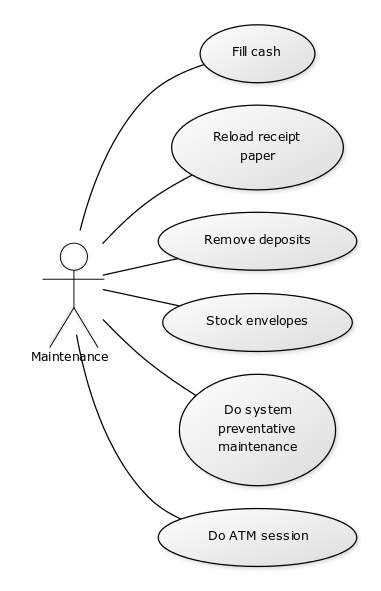 Fill cash
Reload receipt
paper
Remove deposits
Stock envelopes
Maintenance
Do system
preventative
maintenance
Do ATM session